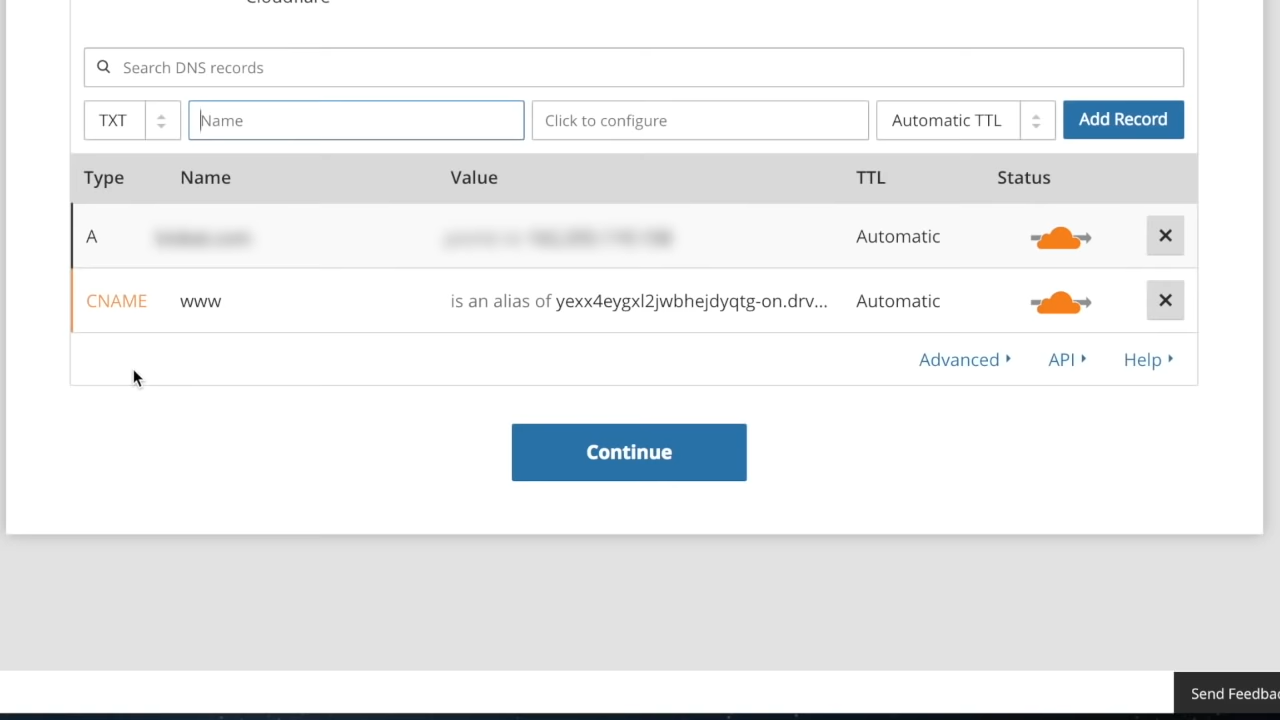 Cloudflare
Search DNS records
TXT Name Click to configure Automatic TTL Add Record
Type Name Value TTL Status
A Automatic
CNAME www is an alias of yexx4eygxl2jwbhejdyqtg-on.drv... Automatic
Advanced API Help
Continue
Send Feedbac